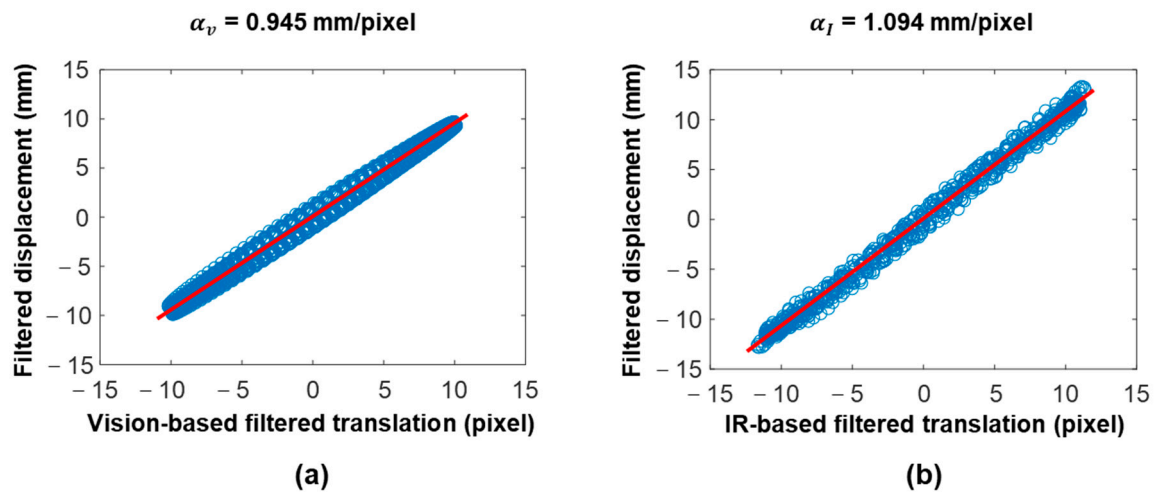 α_v = 0.945 mm/pixel
Filtered displacement (mm)
15
10
5
0
− 5
− 10
− 15
− 15 − 10 − 5 0 5 10 15
Vision-based filtered translation (pixel)
(a)
α_I = 1.094 mm/pixel
Filtered displacement (mm)
15
10
5
0
− 5
− 10
− 15
− 15 − 10 − 5 0 5 10 15
IR-based filtered translation (pixel)
(b)